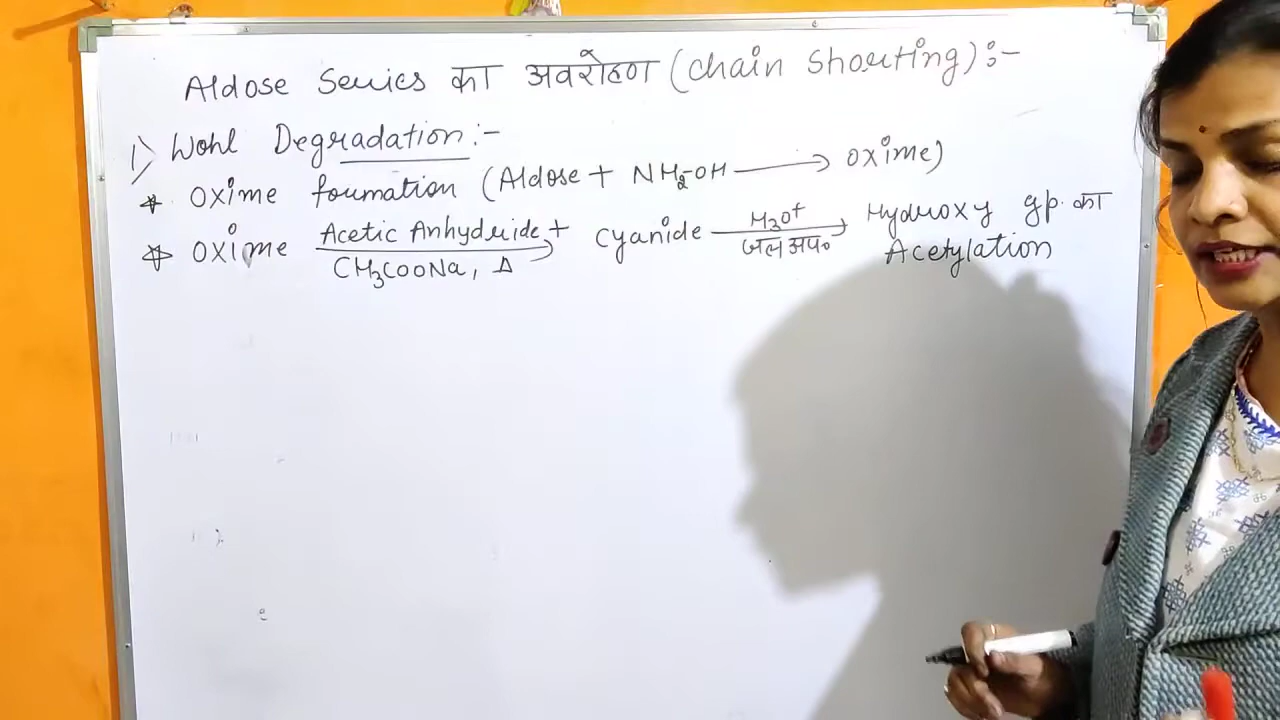 Aldose Series का अवरोहण (Chain Shorting):-
1) Wohl Degradation:-
* Oxime formation (Aldose + NH2-OH → Oxime)
* Oxime Acetic Anhydride + Cyanide H3O+ Hydroxy gp. का
CH3COONa, Δ जल अप० Acetylation